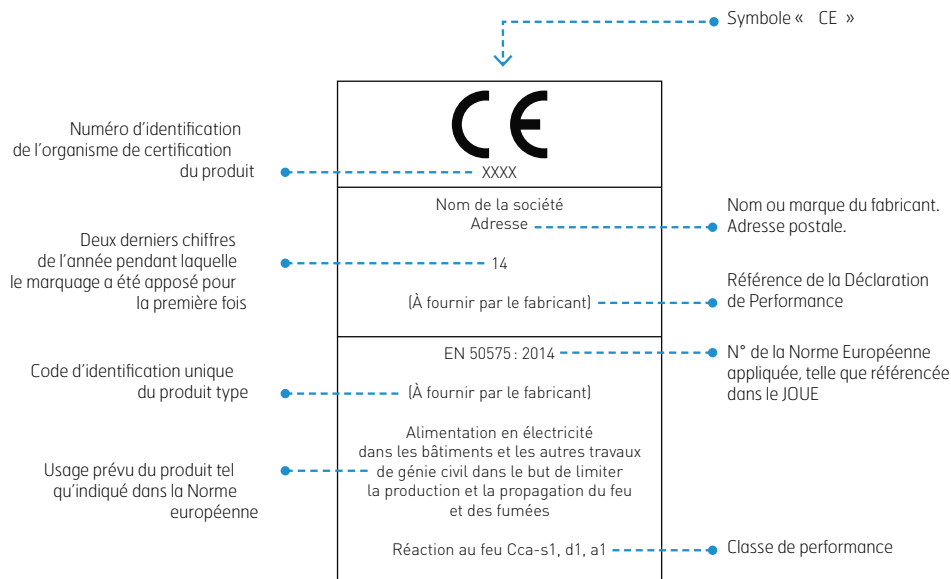 Symbole « CE »
CE
Numéro d'identification
de l'organisme de certification
du produit
XXXX
Nom de la société
Adresse
Nom ou marque du fabricant.
Adresse postale.
Deux derniers chiffres
de l'année pendant laquelle
le marquage a été apposé pour
la première fois
14
(À fournir par le fabricant)
Référence de la Déclaration
de Performance
EN 50575 : 2014
N° de la Norme Européenne
appliquée, telle que référencée
dans le JOUE
Code d'identification unique
du produit type
(À fournir par le fabricant)
Usage prévu du produit tel
qu'indiqué dans la Norme
européenne
Alimentation en électricité
dans les bâtiments et les autres travaux
de génie civil dans le but de limiter
la production et la propagation du feu
et des fumées
Réaction au feu Cca-s1, d1, a1
Classe de performance